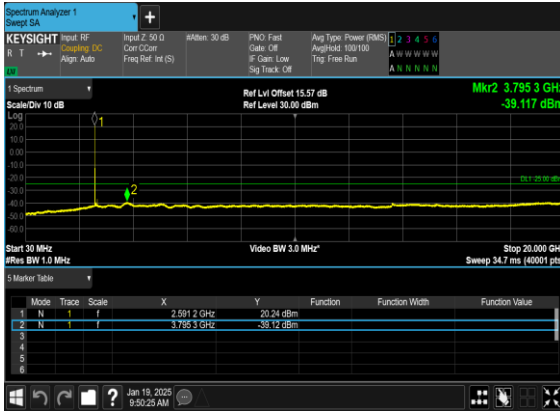 Spectrum Analyzer 1
Swept SA
+
KEYSIGHT Input: RF Input Z: 50 Ω #Atten: 30 dB PNO: Fast Avg Type: Power (RMS) 1 2 3 4 5 6
R T Coupling: DC Corr CCorr Gate: Off Avg|Hold: 100/100 A W W W W W
Align: Auto Freq Ref: Int (S) IF Gain: Low Trig: Free Run
Sig Track: Off A N N N N N
1 Spectrum Ref Lvl Offset 15.57 dB Mkr2 3.795 3 GHz
Scale/Div 10 dB Ref Level 30.00 dBm -39.117 dBm
Log
20.0
10.0
0.00
-10.0
-20.0
-30.0
-40.0
-50.0
-60.0
1
2
DL1 -25.00 dBm
Start 30 MHz Video BW 3.0 MHz* Stop 20.000 GHz
#Res BW 1.0 MHz Sweep 34.7 ms (40001 pts)
5 Marker Table
Mode Trace Scale X Y Function Function Width Function Value
1 N 1 f 2.591 2 GHz 20.24 dBm
2 N 1 f 3.795 3 GHz -39.12 dBm
3
4
5
6
? Jan 19, 2025
9:50:25 AM